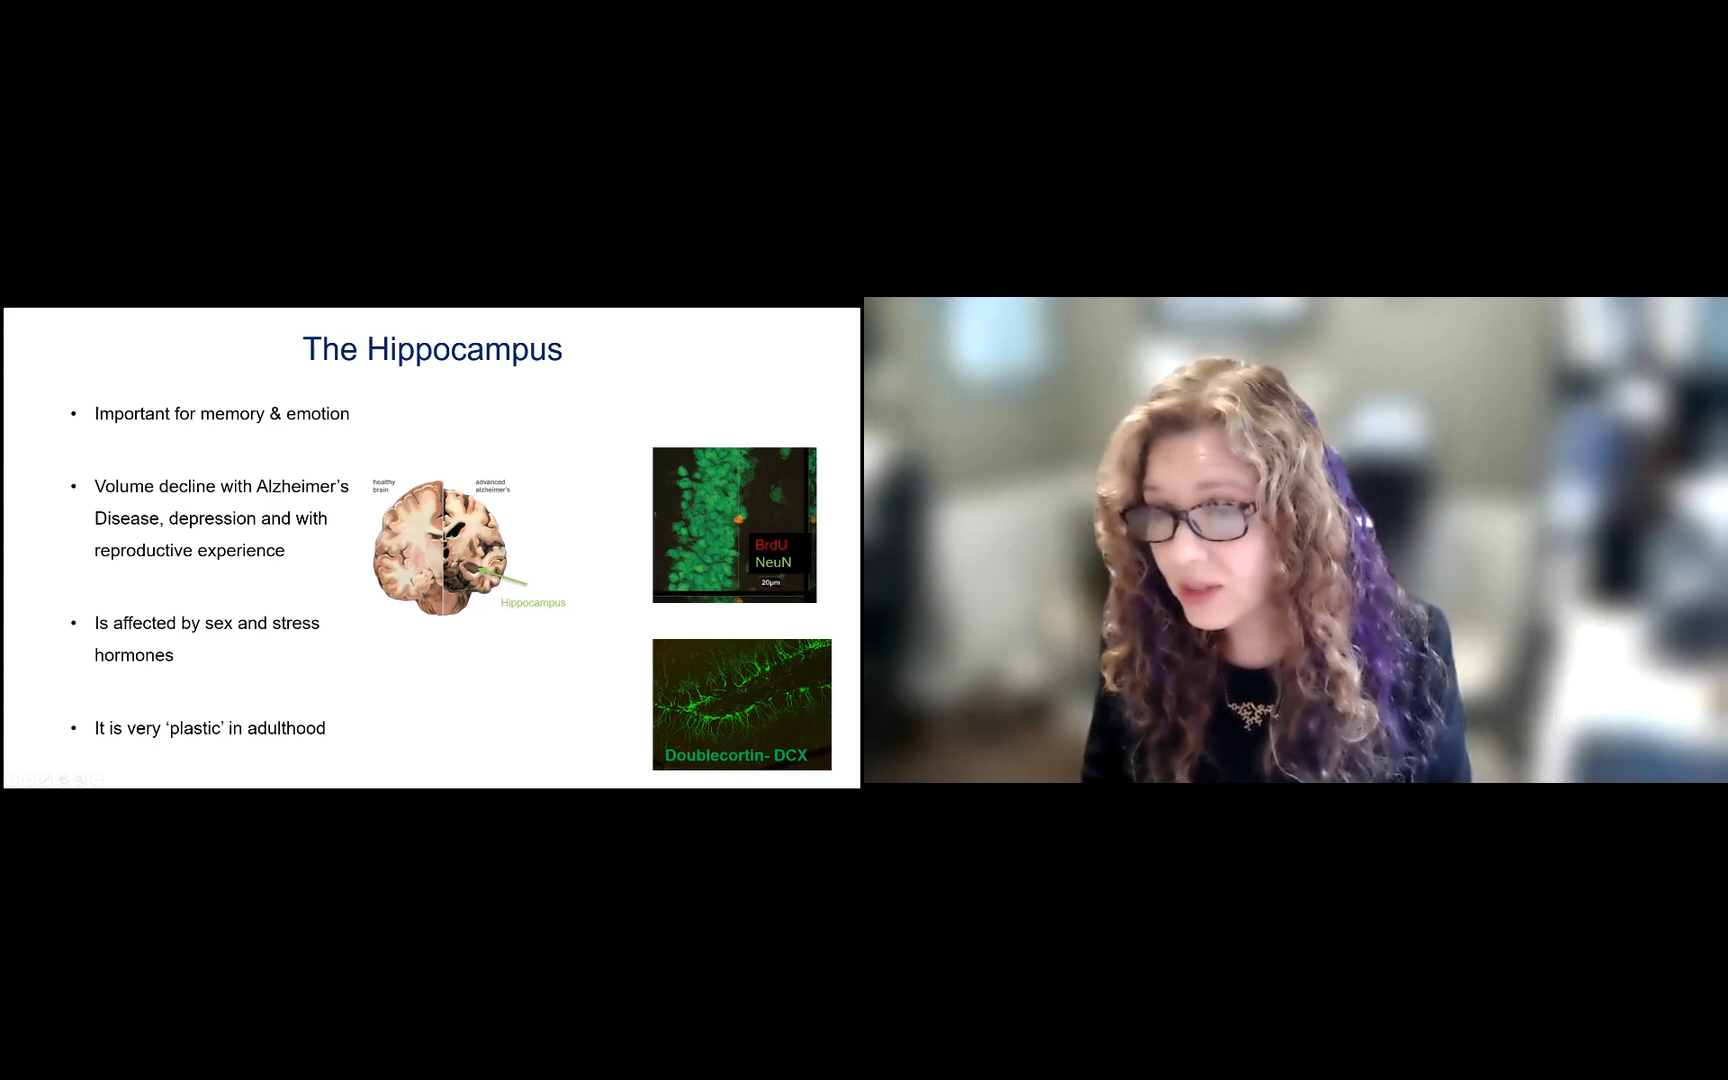 The Hippocampus
• Important for memory & emotion
• Volume decline with Alzheimer’s
Disease, depression and with
reproductive experience
• Is affected by sex and stress
hormones
• It is very ‘plastic’ in adulthood
healthy
brain
advanced
alzheimer's
Hippocampus
BrdU
NeuN
20µm
Doublecortin- DCX